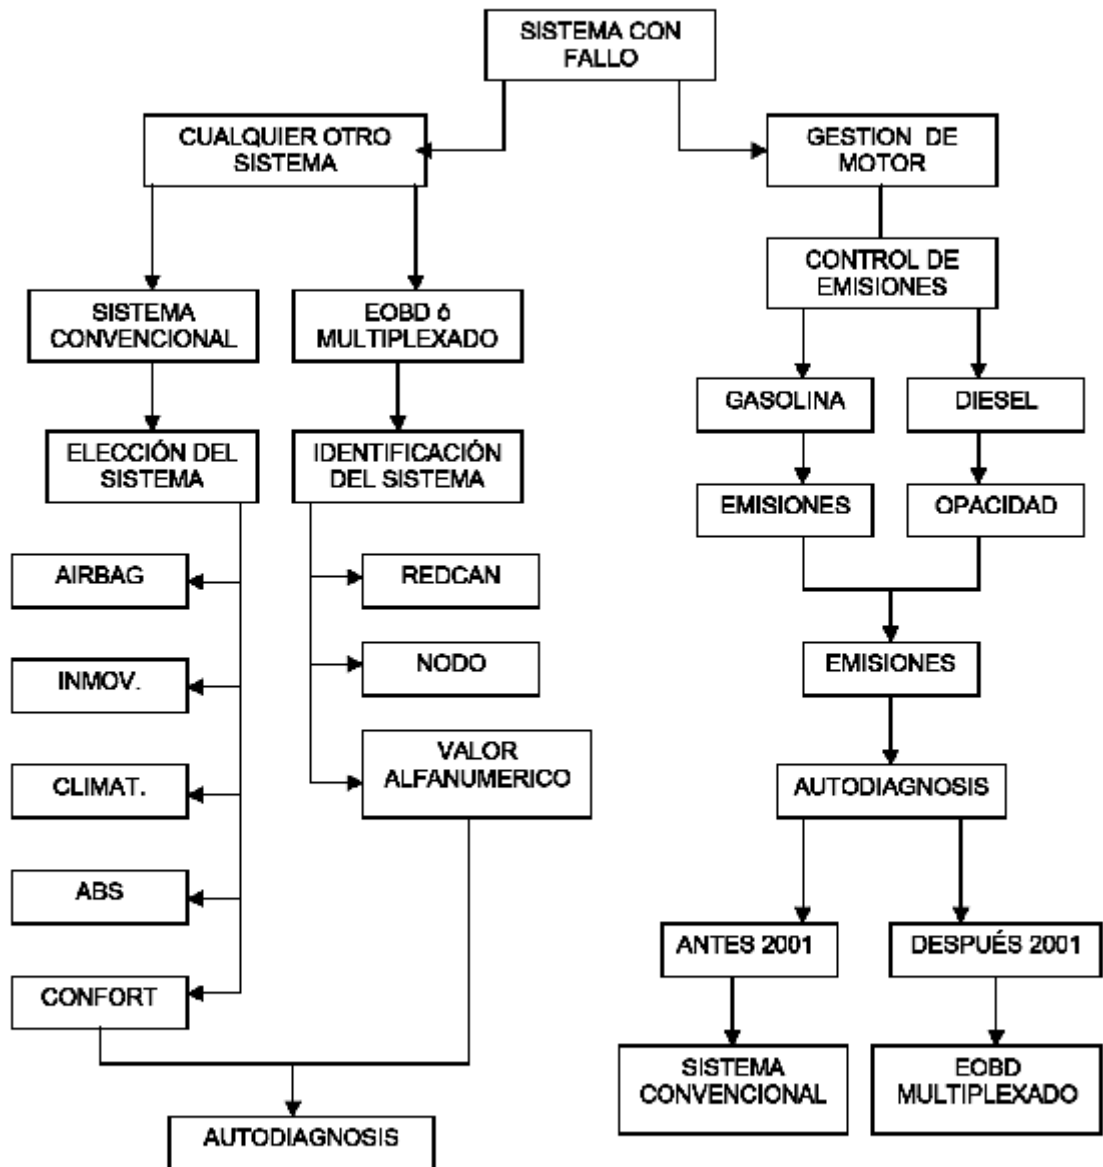 SISTEMA CON
FALLO
CUALQUIER OTRO
SISTEMA
GESTION DE
MOTOR
CONTROL DE
EMISIONES
SISTEMA
CONVENCIONAL
EOBD ó
MULTIPLEXADO
GASOLINA
DIESEL
ELECCIÓN DEL
SISTEMA
IDENTIFICACIÓN
DEL SISTEMA
EMISIONES
OPACIDAD
AIRBAG
REDCAN
INMOV.
NODO
EMISIONES
CLIMAT.
VALOR
ALFANUMERICO
AUTODIAGNOSIS
ABS
ANTES 2001
DESPUÉS 2001
CONFORT
SISTEMA
CONVENCIONAL
EOBD
MULTIPLEXADO
AUTODIAGNOSIS